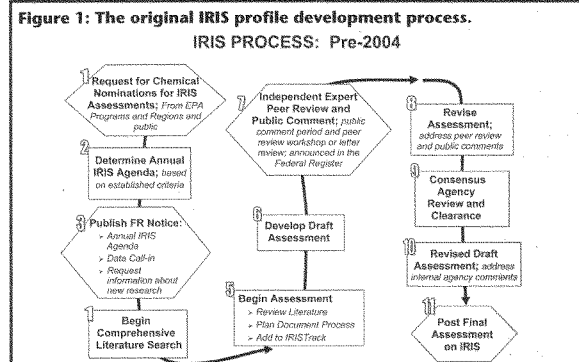 Figure 1: The original IRIS profile development process.
IRIS PROCESS: Pre-2004
1
Request for Chemical
Nominations for IRIS
Assessments; From EPA
Programs and Regions and
public
2
Determine Annual
IRIS Agenda; based
on established criteria
3
Publish FR Notice:
➢ Annual IRIS
Agenda
➢ Data Call-in
➢ Request
information about
new research
Begin
Comprehensive
Literature Search
5
Begin Assessment
➢ Review Literature
➢ Plan Document Process
➢ Add to IRISTrack
6
Develop Draft
Assessment
7
Independent Expert
Peer Review and
Public Comment; public
comment period and peer
review workshop or letter
review; announced in the
Federal Register
8
Revise
Assessment;
address peer review
and public comments
9
Consensus
Agency
Review and
Clearance
10
Revised Draft
Assessment; address
internal agency comments
11
Post Final
Assessment
on IRIS